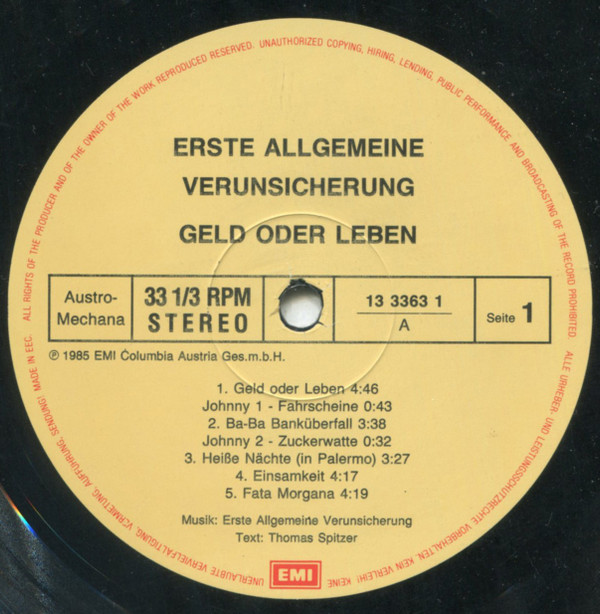 ERSTE ALLGEMEINE
VERUNSICHERUNG
GELD ODER LEBEN
Austro-
Mechana
33 1/3 RPM
STEREO
13 3363 1
A
Seite 1
℗ 1985 EMI Columbia Austria Ges.m.b.H.
1. Geld oder Leben 4:46
Johnny 1 - Fahrscheine 0:43
2. Ba-Ba Banküberfall 3:38
Johnny 2 - Zuckerwatte 0:32
3. Heiße Nächte (in Palermo) 3:27
4. Einsamkeit 4:17
5. Fata Morgana 4:19
Musik: Erste Allgemeine Verunsicherung
Text: Thomas Spitzer
EMI
ALL RIGHTS OF THE PRODUCER AND OF THE OWNER OF THE WORK REPRODUCED RESERVED. UNAUTHORIZED COPYING, HIRING, LENDING, PUBLIC PERFORMANCE AND BROADCASTING OF THE RECORD PROHIBITED.
ALLE URHEBER- UND LEISTUNGSSCHUTZRECHTE VORBEHALTEN. KEIN VERLEIH! KEINE UNERLAUBTE VERVIELFÄLTIGUNG, VERMIETUNG, AUFFÜHRUNG, SENDUNG! MADE IN EEC.